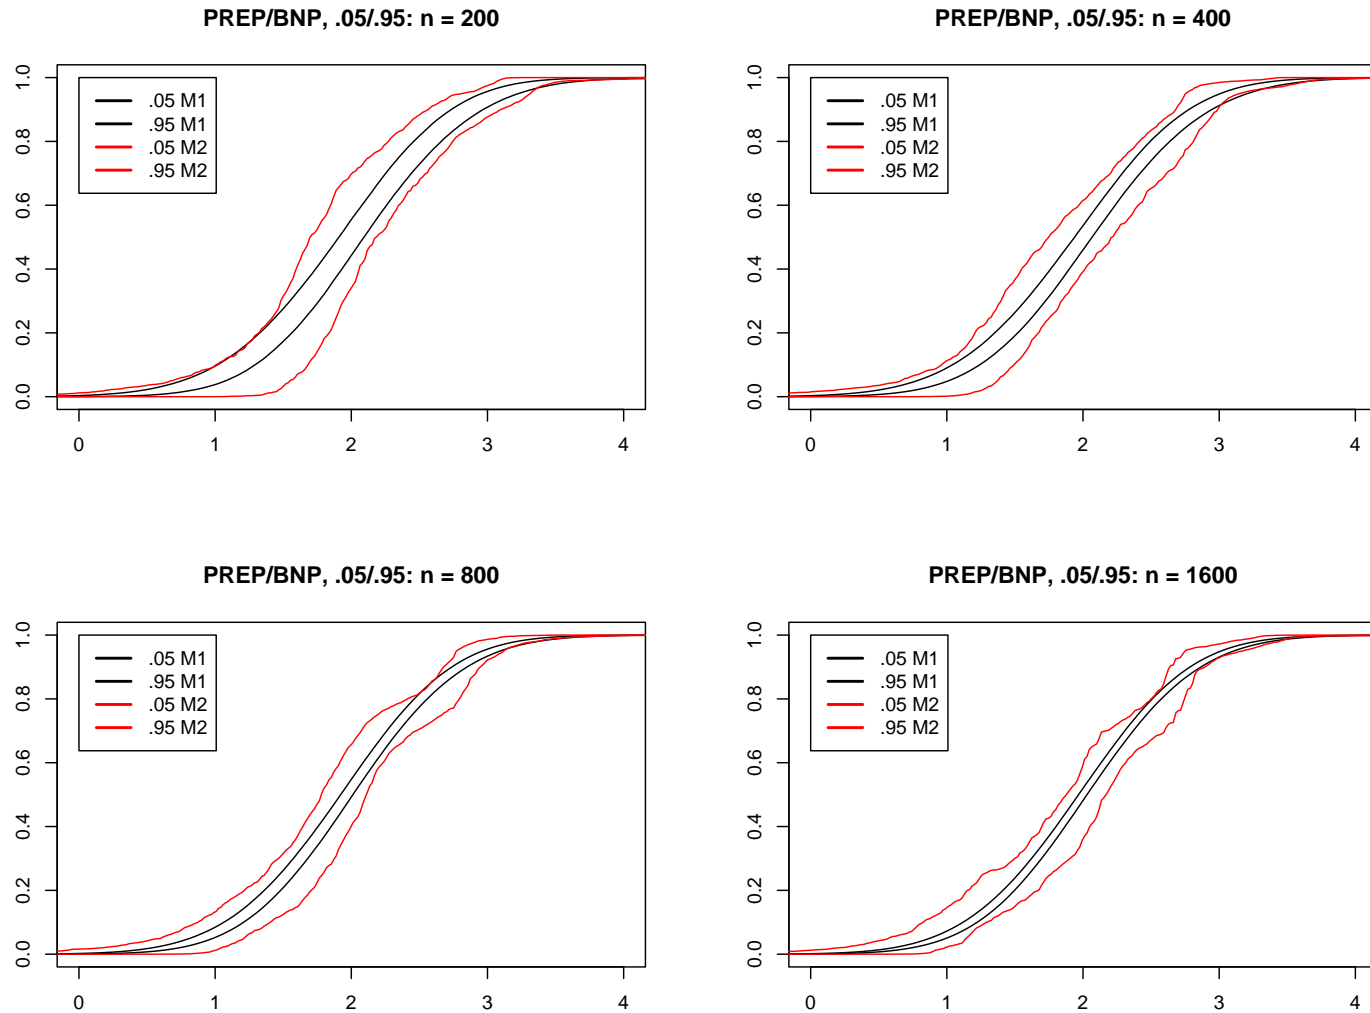 PREP/BNP, .05/.95: n = 200
1.0
0.8
0.6
0.4
0.2
0.0
.05 M1
.95 M1
.05 M2
.95 M2
0 1 2 3 4
PREP/BNP, .05/.95: n = 400
1.0
0.8
0.6
0.4
0.2
0.0
.05 M1
.95 M1
.05 M2
.95 M2
0 1 2 3 4
PREP/BNP, .05/.95: n = 800
1.0
0.8
0.6
0.4
0.2
0.0
.05 M1
.95 M1
.05 M2
.95 M2
0 1 2 3 4
PREP/BNP, .05/.95: n = 1600
1.0
0.8
0.6
0.4
0.2
0.0
.05 M1
.95 M1
.05 M2
.95 M2
0 1 2 3 4